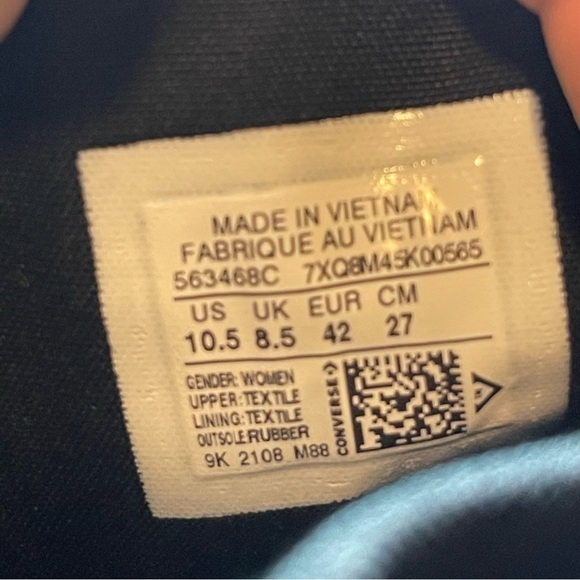 MADE IN VIETNAM
FABRIQUE AU VIETNAM
563468C 7XQ8M45K00565
US UK EUR CM
10.5 8.5 42 27
GENDER: WOMEN
UPPER: TEXTILE
LINING: TEXTILE
OUTSOLE: RUBBER
9K 2108 M88
CONVERSE